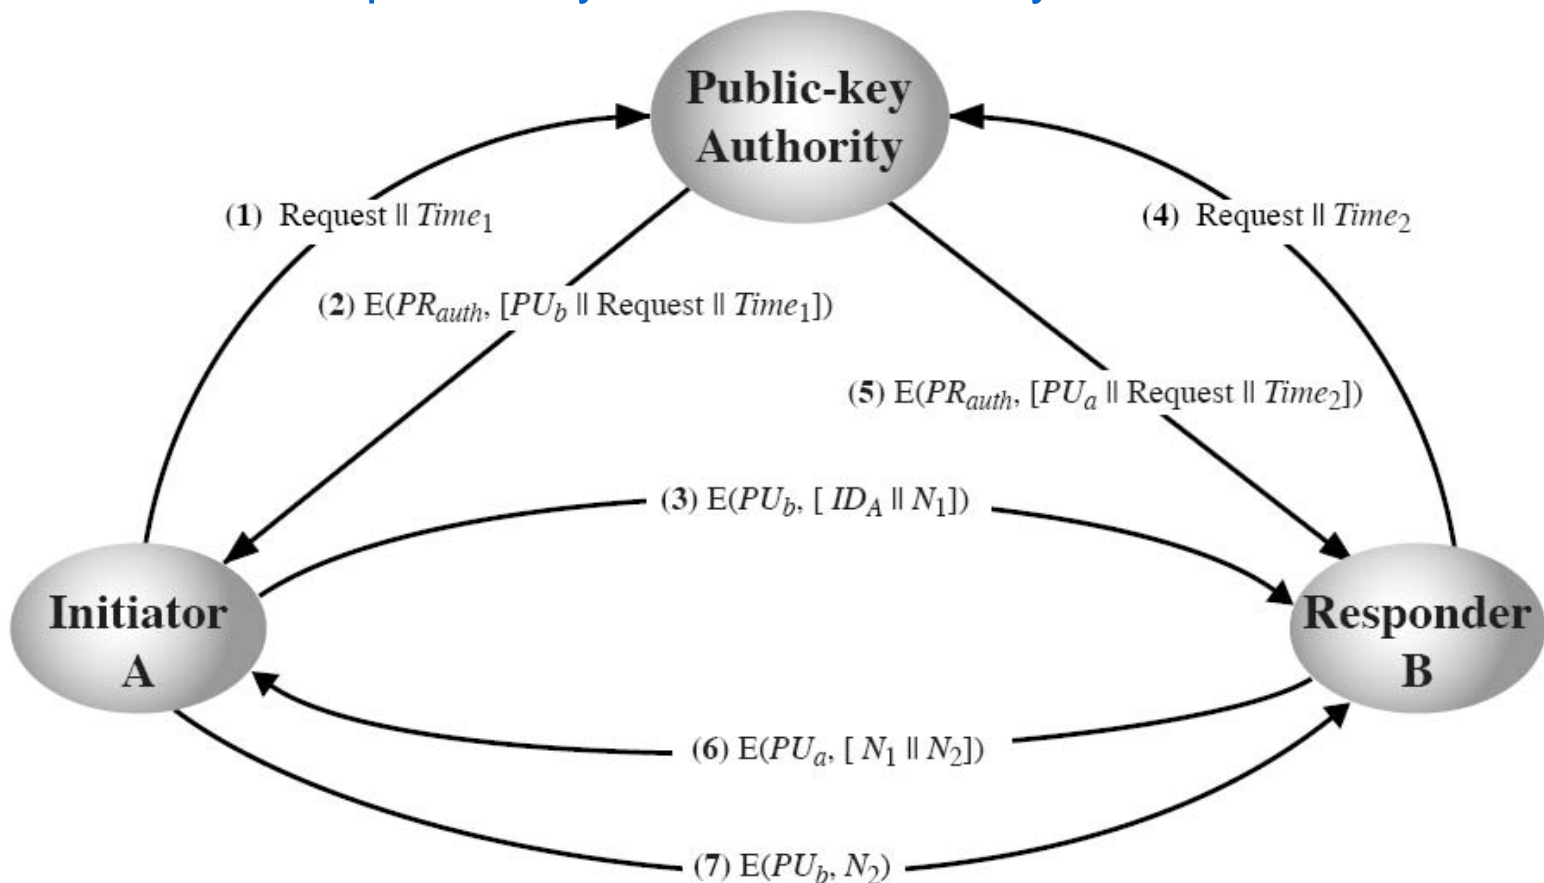 Public-key
Authority
(1) Request || Time1
(4) Request || Time2
(2) E(PRauth, [PUb || Request || Time1])
(5) E(PRauth, [PUa || Request || Time2])
(3) E(PUb, [ IDA || N1])
Initiator
A
Responder
B
(6) E(PUa, [ N1 || N2])
(7) E(PUb, N2)